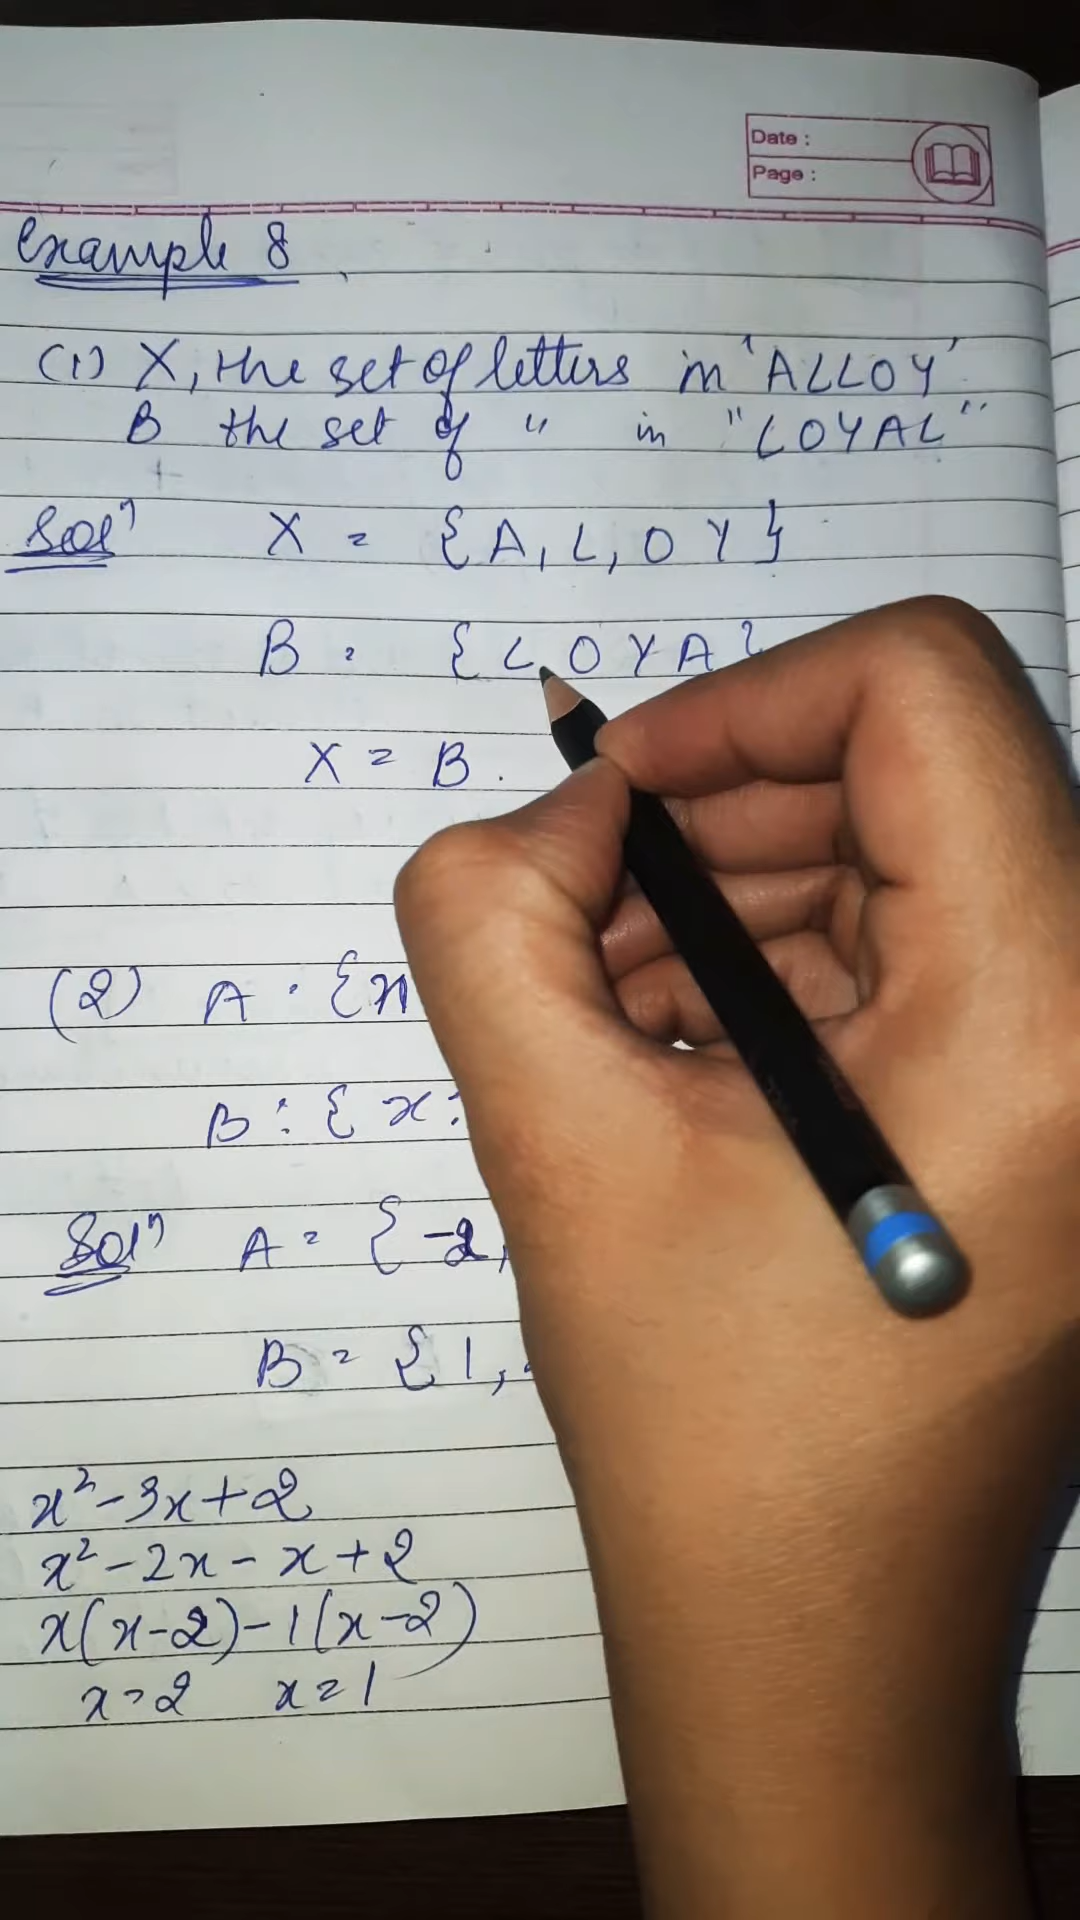 Date :
Page :
Example 8
(1) X, the set of letters in 'ALLOY'
B the set of " in "LOYAL"
Sol^n X = {A, L, O Y}
B = {L O Y A}
X = B.
(2) A = {x
B : { x :
Sol^n A = { -2,
B = { 1,
x² - 3x + 2
x² - 2x - x + 2
x(x-2) - 1(x-2)
x = 2 x = 1